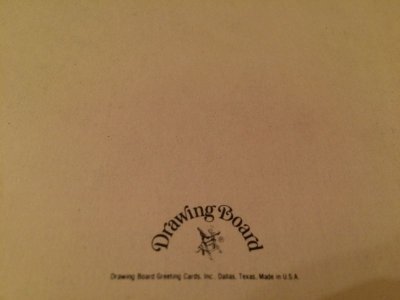 Drawing Board
Drawing Board Greeting Cards, Inc. Dallas, Texas. Made in U.S.A.